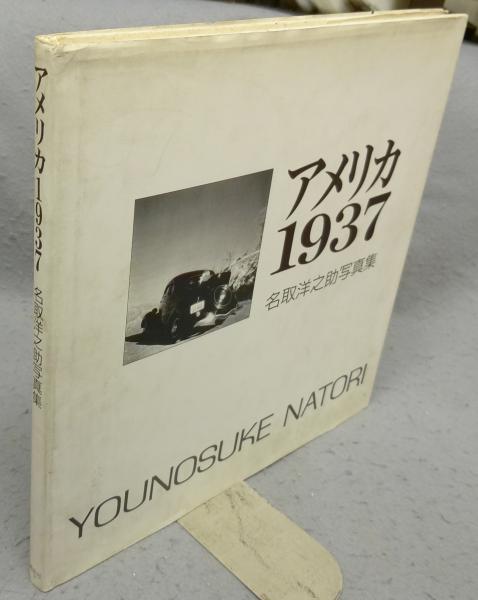 アメリカ1937 名取洋之助写真集
アメリカ
1937
名取洋之助写真集
YOUNOSUKE NATORI